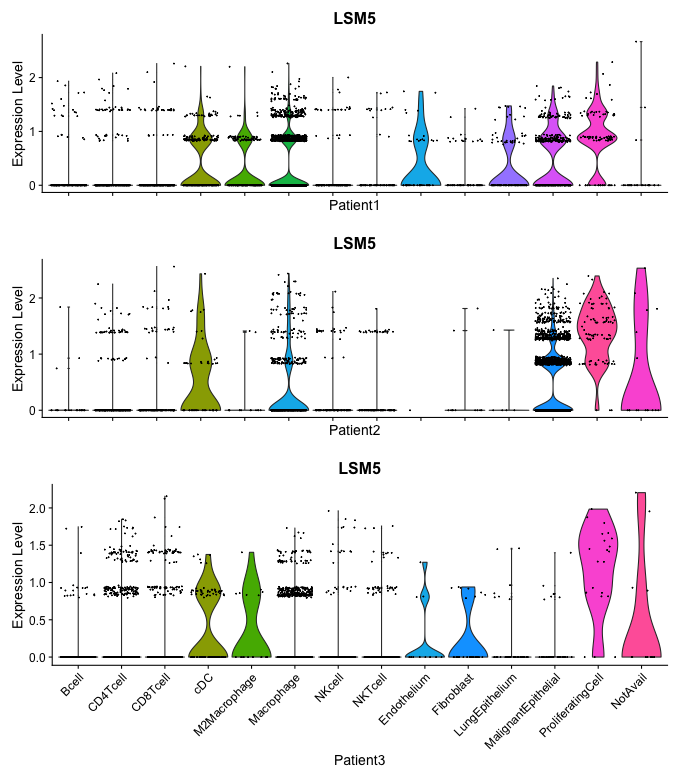 LSM5
Expression Level
2
1
0
Patient1
LSM5
Expression Level
2
1
0
Patient2
LSM5
Expression Level
2.0
1.5
1.0
0.5
0.0
Bcell
CD4Tcell
CD8Tcell
cDC
M2Macrophage
Macrophage
NKcell
NKTcell
Endothelium
Fibroblast
LungEpithelium
MalignantEpithelial
ProliferatingCell
NotAvail
Patient3